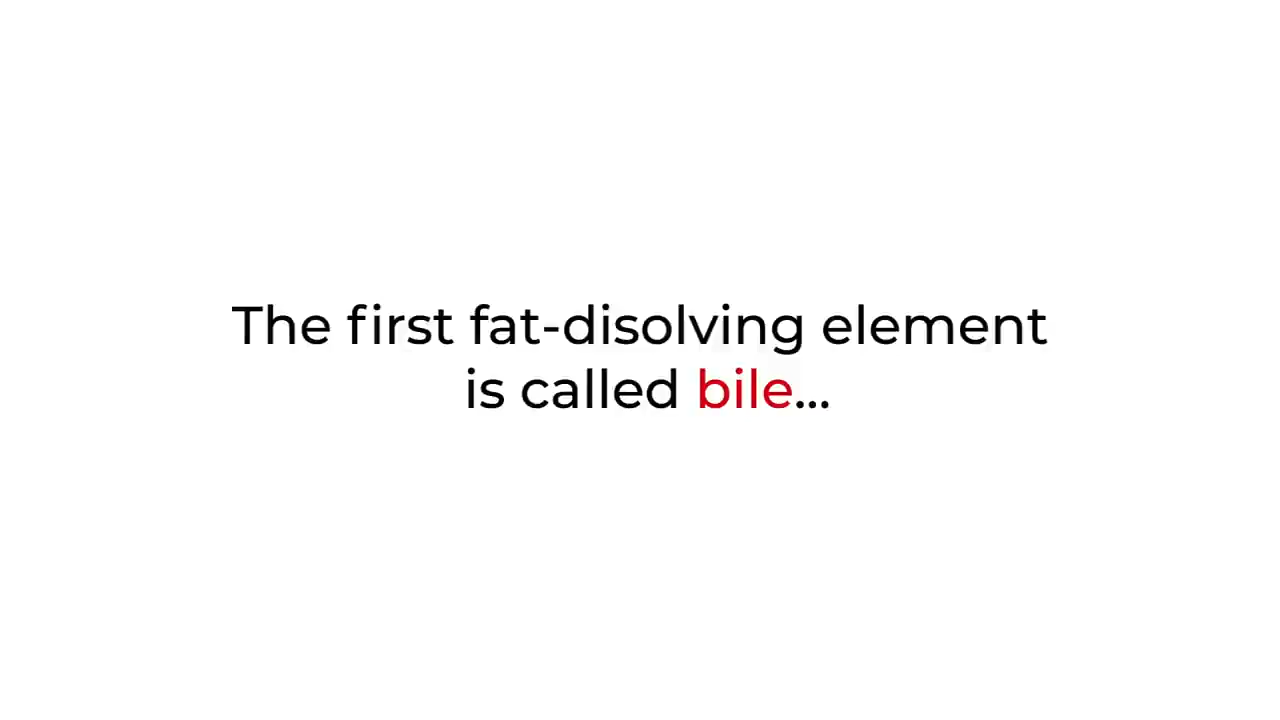 The first fat-disolving element
is called bile...